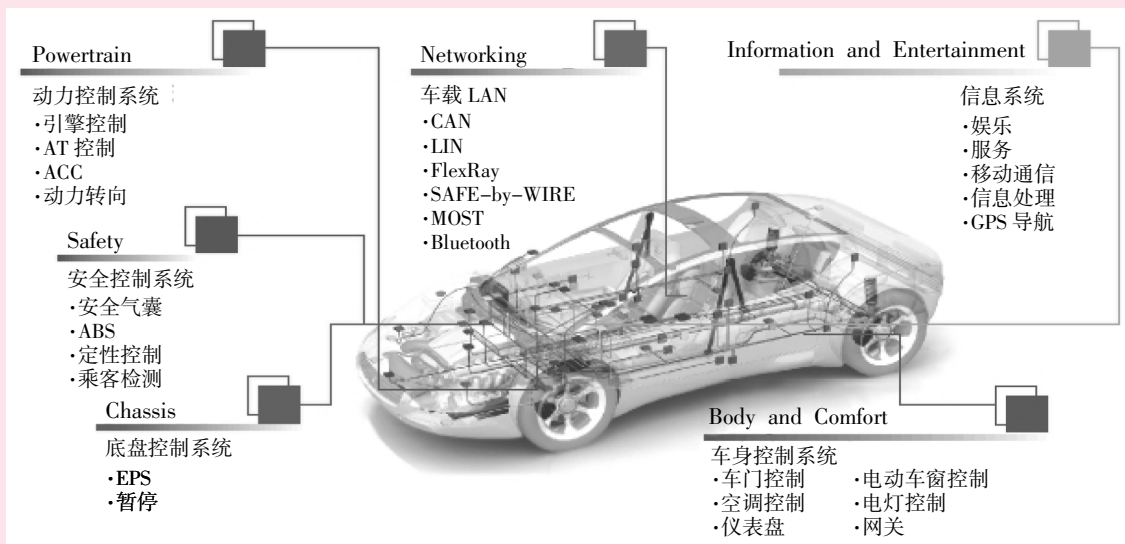 Powertrain
动力控制系统
·引擎控制
·AT 控制
·ACC
·动力转向
Safety
安全控制系统
·安全气囊
·ABS
·定性控制
·乘客检测
Chassis
底盘控制系统
·EPS
·暂停
Networking
车载 LAN
·CAN
·LIN
·FlexRay
·SAFE-by-WIRE
·MOST
·Bluetooth
Information and Entertainment
信息系统
·娱乐
·服务
·移动通信
·信息处理
·GPS 导航
Body and Comfort
车身控制系统
·车门控制 ·电动车窗控制
·空调控制 ·电灯控制
·仪表盘 ·网关